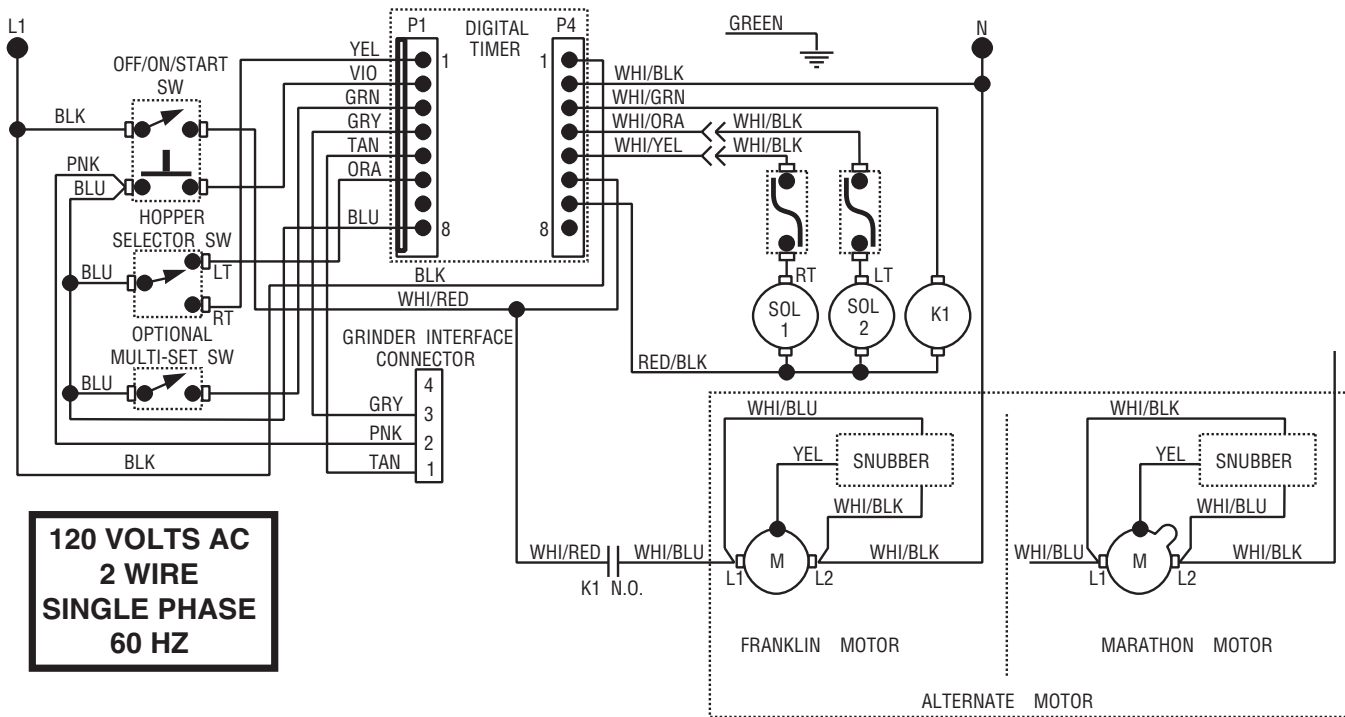 L1
P1
DIGITAL
TIMER
P4
GREEN
N
OFF/ON/START
SW
YEL
1
1
VIO
WHI/BLK
GRN
WHI/GRN
BLK
GRY
WHI/ORA
WHI/BLK
TAN
WHI/YEL
WHI/BLK
PNK
ORA
BLU
HOPPER
SELECTOR SW
BLU
8
8
BLU
LT
BLK
RT
OPTIONAL
MULTI-SET SW
WHI/RED
RT
LT
SOL
1
SOL
2
K1
GRINDER INTERFACE
CONNECTOR
RED/BLK
BLU
4
GRY
3
PNK
2
TAN
1
BLK
WHI/BLU
WHI/BLK
YEL
SNUBBER
YEL
SNUBBER
WHI/BLK
WHI/BLU
120 VOLTS AC
2 WIRE
SINGLE PHASE
60 HZ
WHI/RED
WHI/BLU
K1 N.O.
L1
M
L2
WHI/BLK
WHI/BLU
L1
M
L2
WHI/BLK
FRANKLIN MOTOR
MARATHON MOTOR
ALTERNATE MOTOR